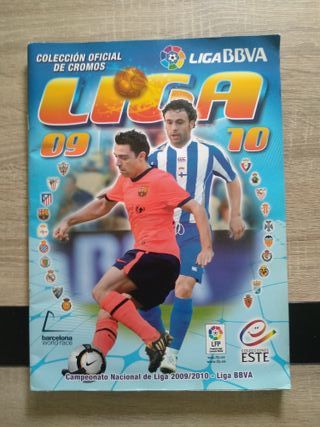 COLECCIÓN OFICIAL
DE CROMOS
LIGA BBVA
LIGA
09 10
barcelona
world race
LFP
COLECCIONES
ESTE
Campeonato Nacional de Liga 2009/2010 - Liga BBVA